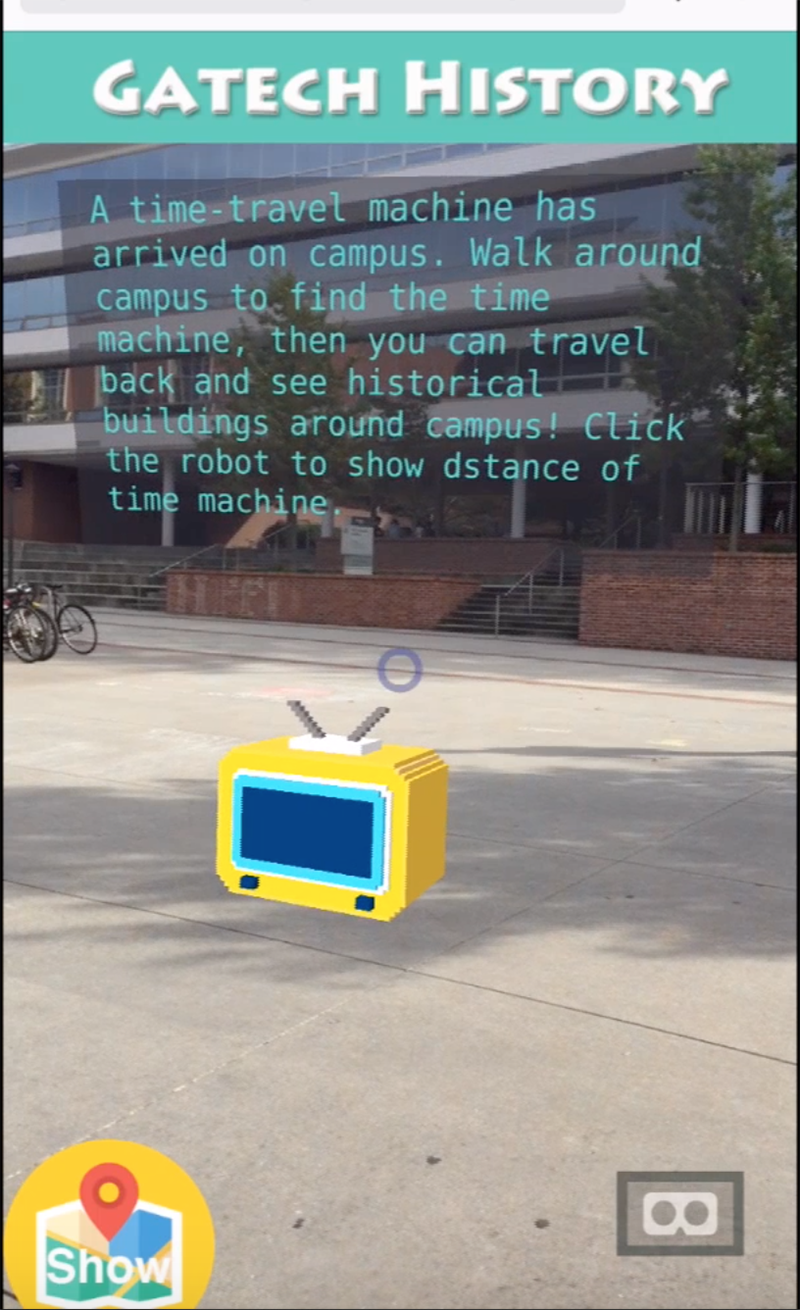 GATECH HISTORY
A time-travel machine has
arrived on campus. Walk around
campus to find the time
machine, then you can travel
back and see historical
buildings around campus! Click
the robot to show dstance of
time machine.
Show